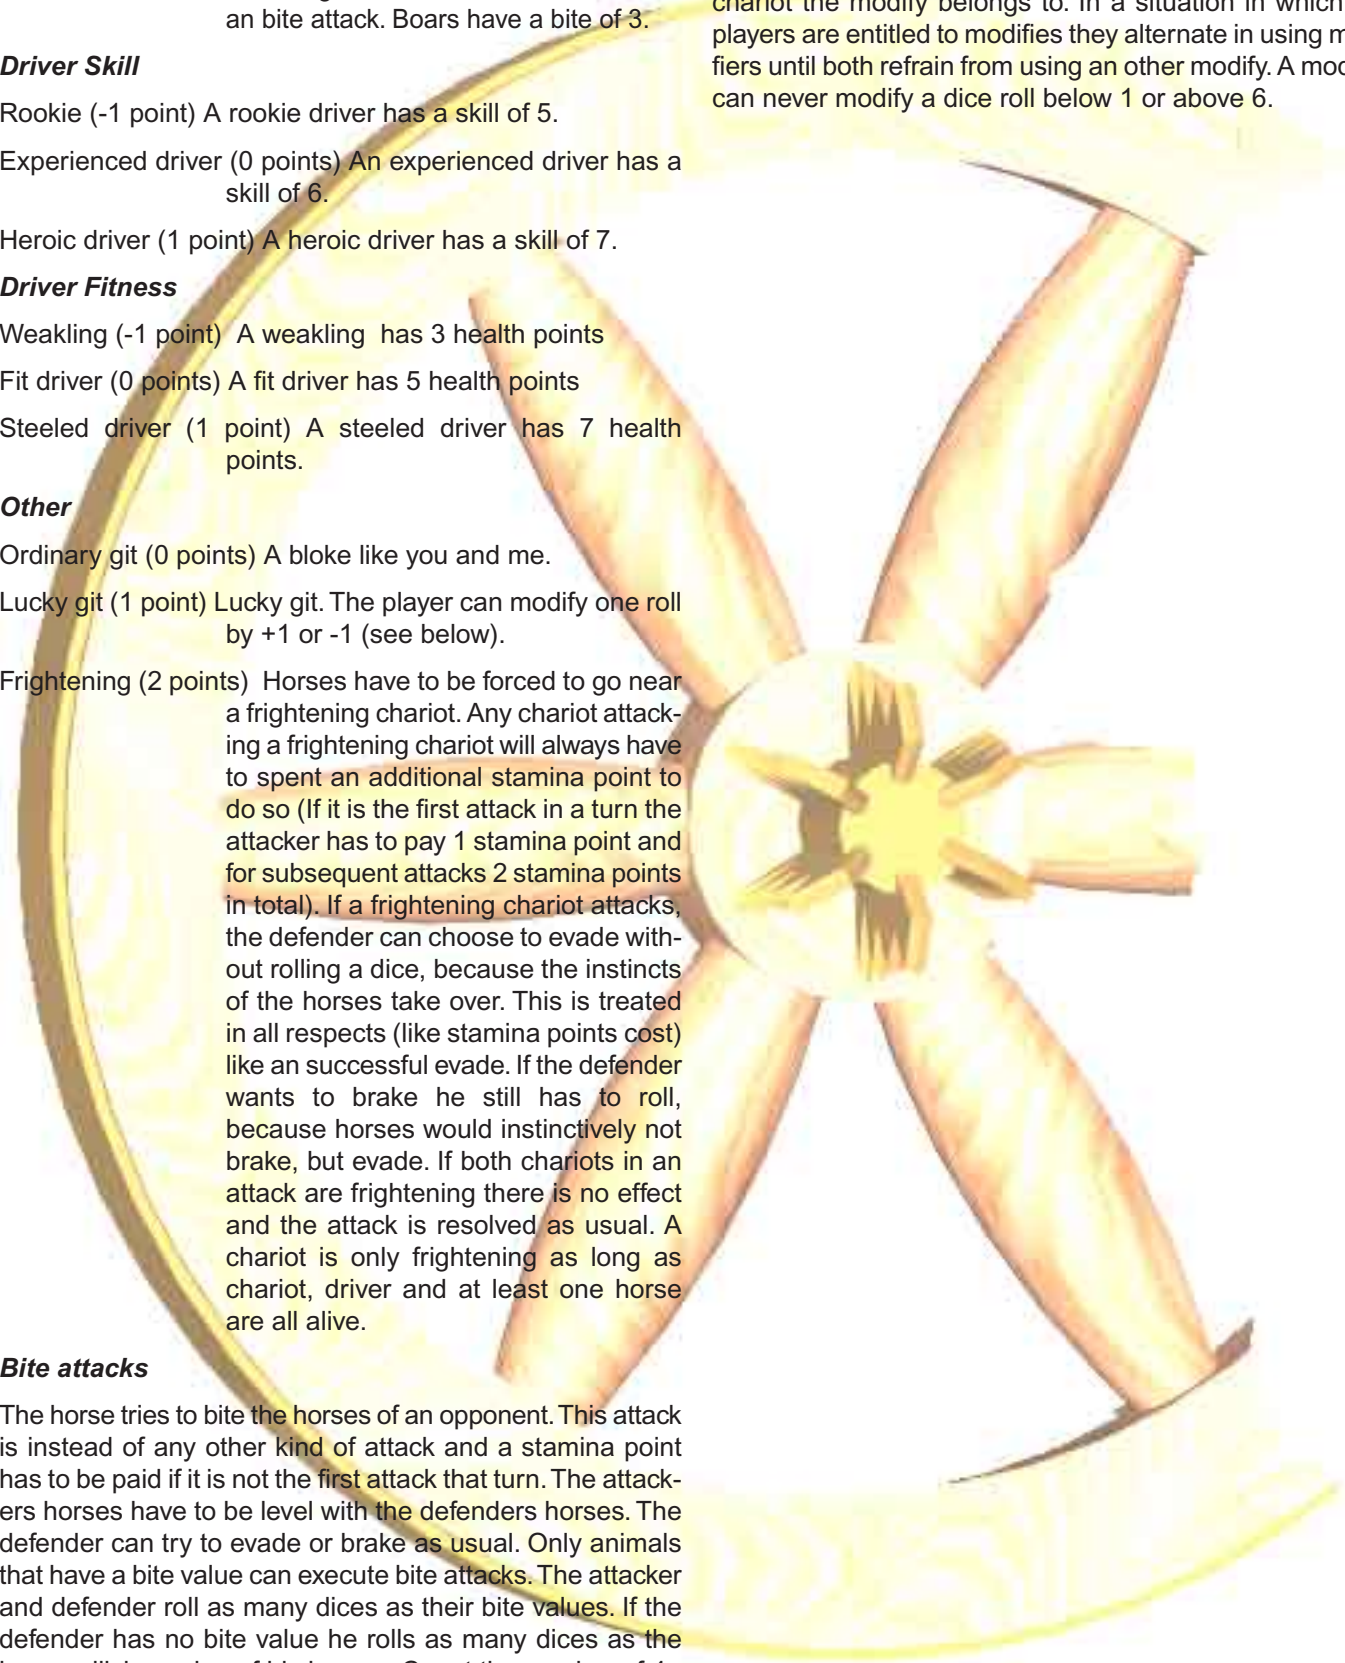 an bite attack. Boars have a bite of 3.
Driver Skill
Rookie (-1 point) A rookie driver has a skill of 5.
Experienced driver (0 points) An experienced driver has a
skill of 6.
Heroic driver (1 point) A heroic driver has a skill of 7.
Driver Fitness
Weakling (-1 point) A weakling has 3 health points
Fit driver (0 points) A fit driver has 5 health points
Steeled driver (1 point) A steeled driver has 7 health
points.
Other
Ordinary git (0 points) A bloke like you and me.
Lucky git (1 point) Lucky git. The player can modify one roll
by +1 or -1 (see below).
Frightening (2 points) Horses have to be forced to go near
a frightening chariot. Any chariot attack-
ing a frightening chariot will always have
to spent an additional stamina point to
do so (If it is the first attack in a turn the
attacker has to pay 1 stamina point and
for subsequent attacks 2 stamina points
in total). If a frightening chariot attacks,
the defender can choose to evade with-
out rolling a dice, because the instincts
of the horses take over. This is treated
in all respects (like stamina points cost)
like an successful evade. If the defender
wants to brake he still has to roll,
because horses would instinctively not
brake, but evade. If both chariots in an
attack are frightening there is no effect
and the attack is resolved as usual. A
chariot is only frightening as long as
chariot, driver and at least one horse
are all alive.
Bite attacks
The horse tries to bite the horses of an opponent. This attack
is instead of any other kind of attack and a stamina point
has to be paid if it is not the first attack that turn. The attack-
ers horses have to be level with the defenders horses. The
defender can try to evade or brake as usual. Only animals
that have a bite value can execute bite attacks. The attacker
and defender roll as many dices as their bite values. If the
defender has no bite value he rolls as many dices as the
chariot the modify belongs to. In a situation in which
players are entitled to modifies they alternate in using m
fiers until both refrain from using an other modify. A mod
can never modify a dice roll below 1 or above 6.